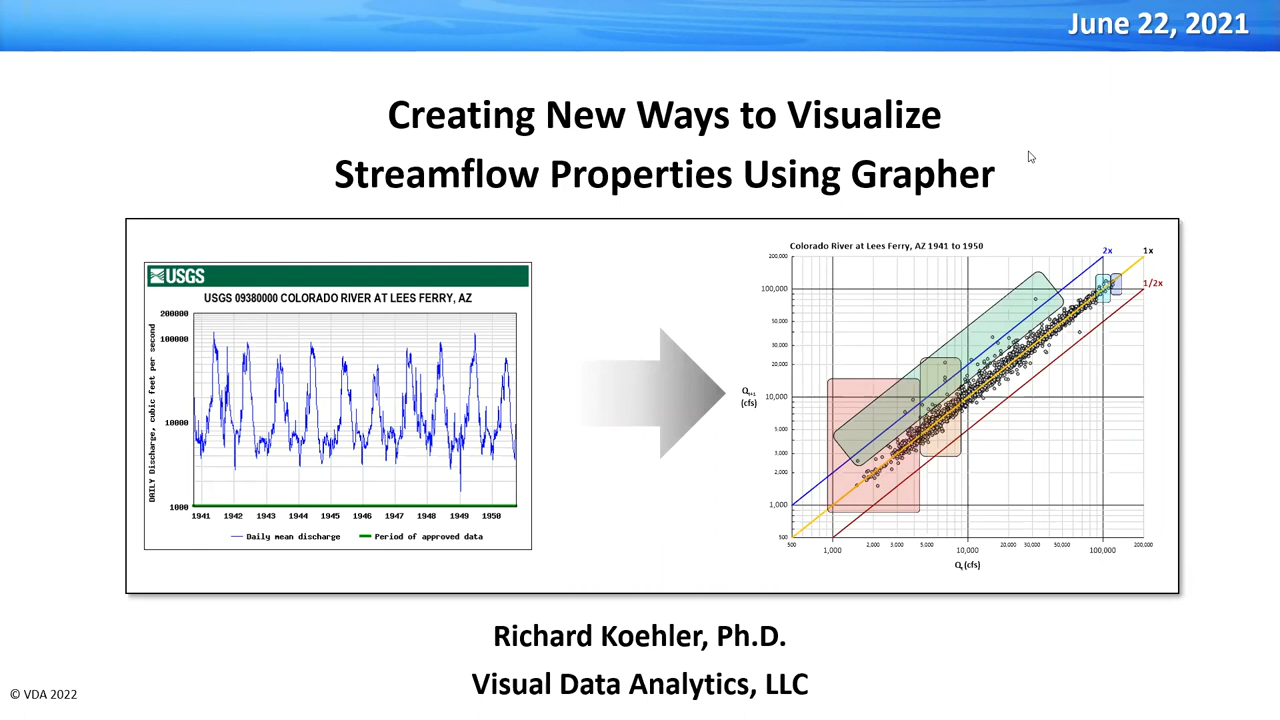 June 22, 2021
Creating New Ways to Visualize
Streamflow Properties Using Grapher
USGS
USGS 09380000 COLORADO RIVER AT LEES FERRY, AZ
DAILY Discharge, cubic feet per second
200000
100000
10000
1000
1941 1942 1943 1944 1945 1946 1947 1948 1949 1950
Daily mean discharge Period of approved data
Colorado River at Lees Ferry, AZ 1941 to 1950
2x 1x
1/2x
200,000
100,000
50,000
30,000
20,000
10,000
5,000
3,000
2,000
1,000
500
Qt+1
(cfs)
500 1,000 2,000 3,000 5,000 10,000 20,000 30,000 50,000 100,000 200,000
Qt (cfs)
Richard Koehler, Ph.D.
Visual Data Analytics, LLC
© VDA 2022